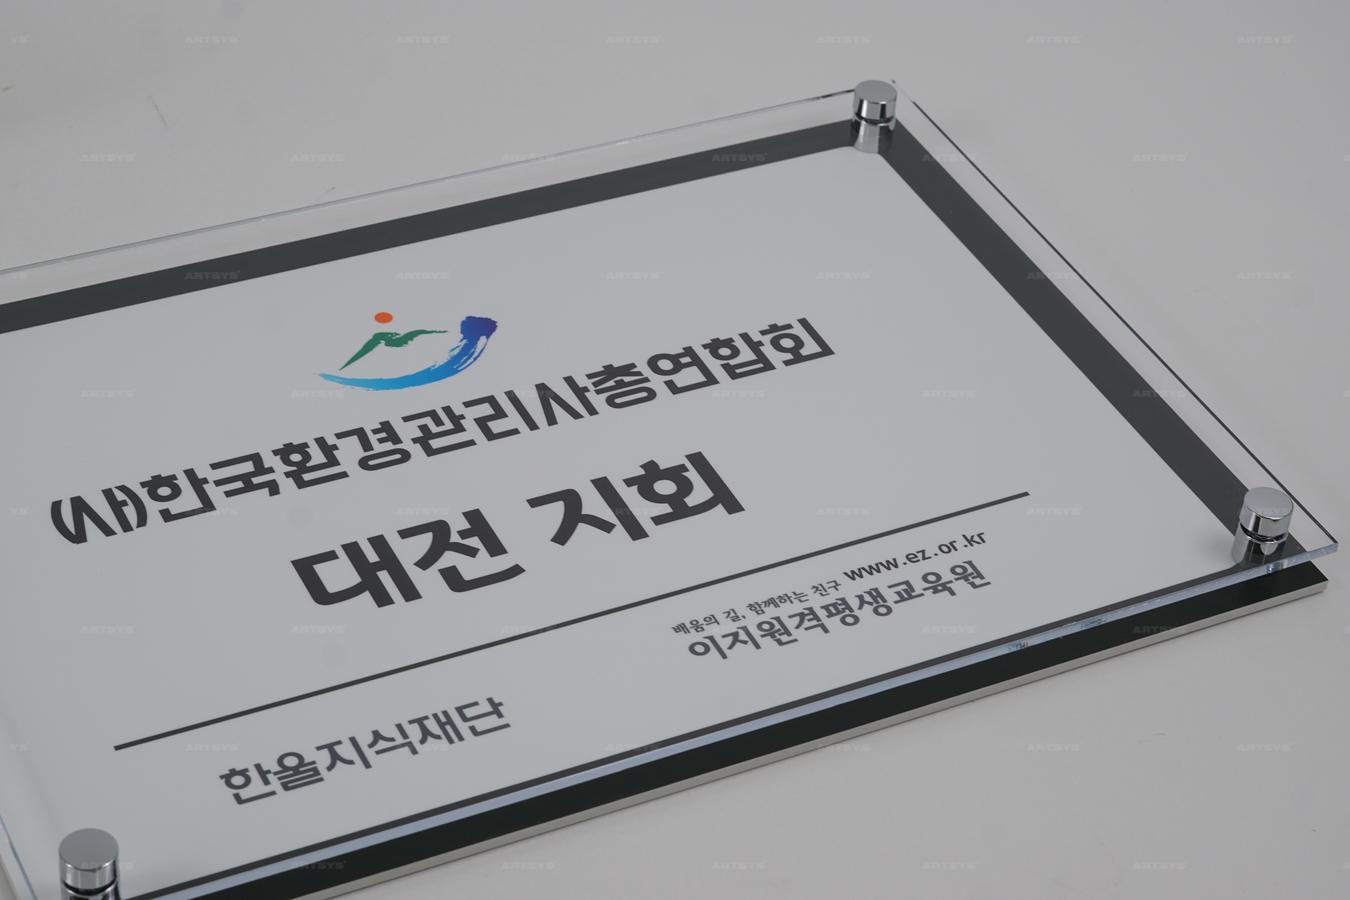 (사)한국환경관리사총연합회
대전 지회
배움의 길, 함께하는 친구 www.ez.or.kr
이지원격평생교육원
한울지식재단
ARTSYS